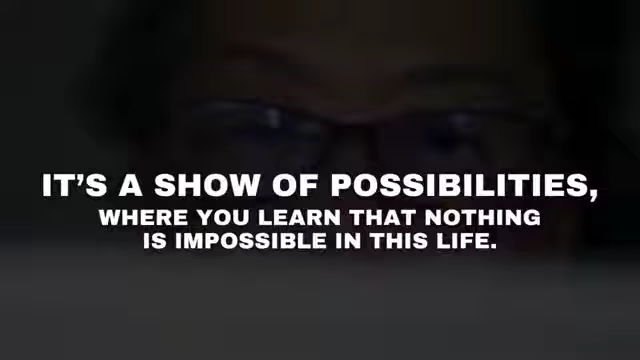 IT’S A SHOW OF POSSIBILITIES,
WHERE YOU LEARN THAT NOTHING
IS IMPOSSIBLE IN THIS LIFE.